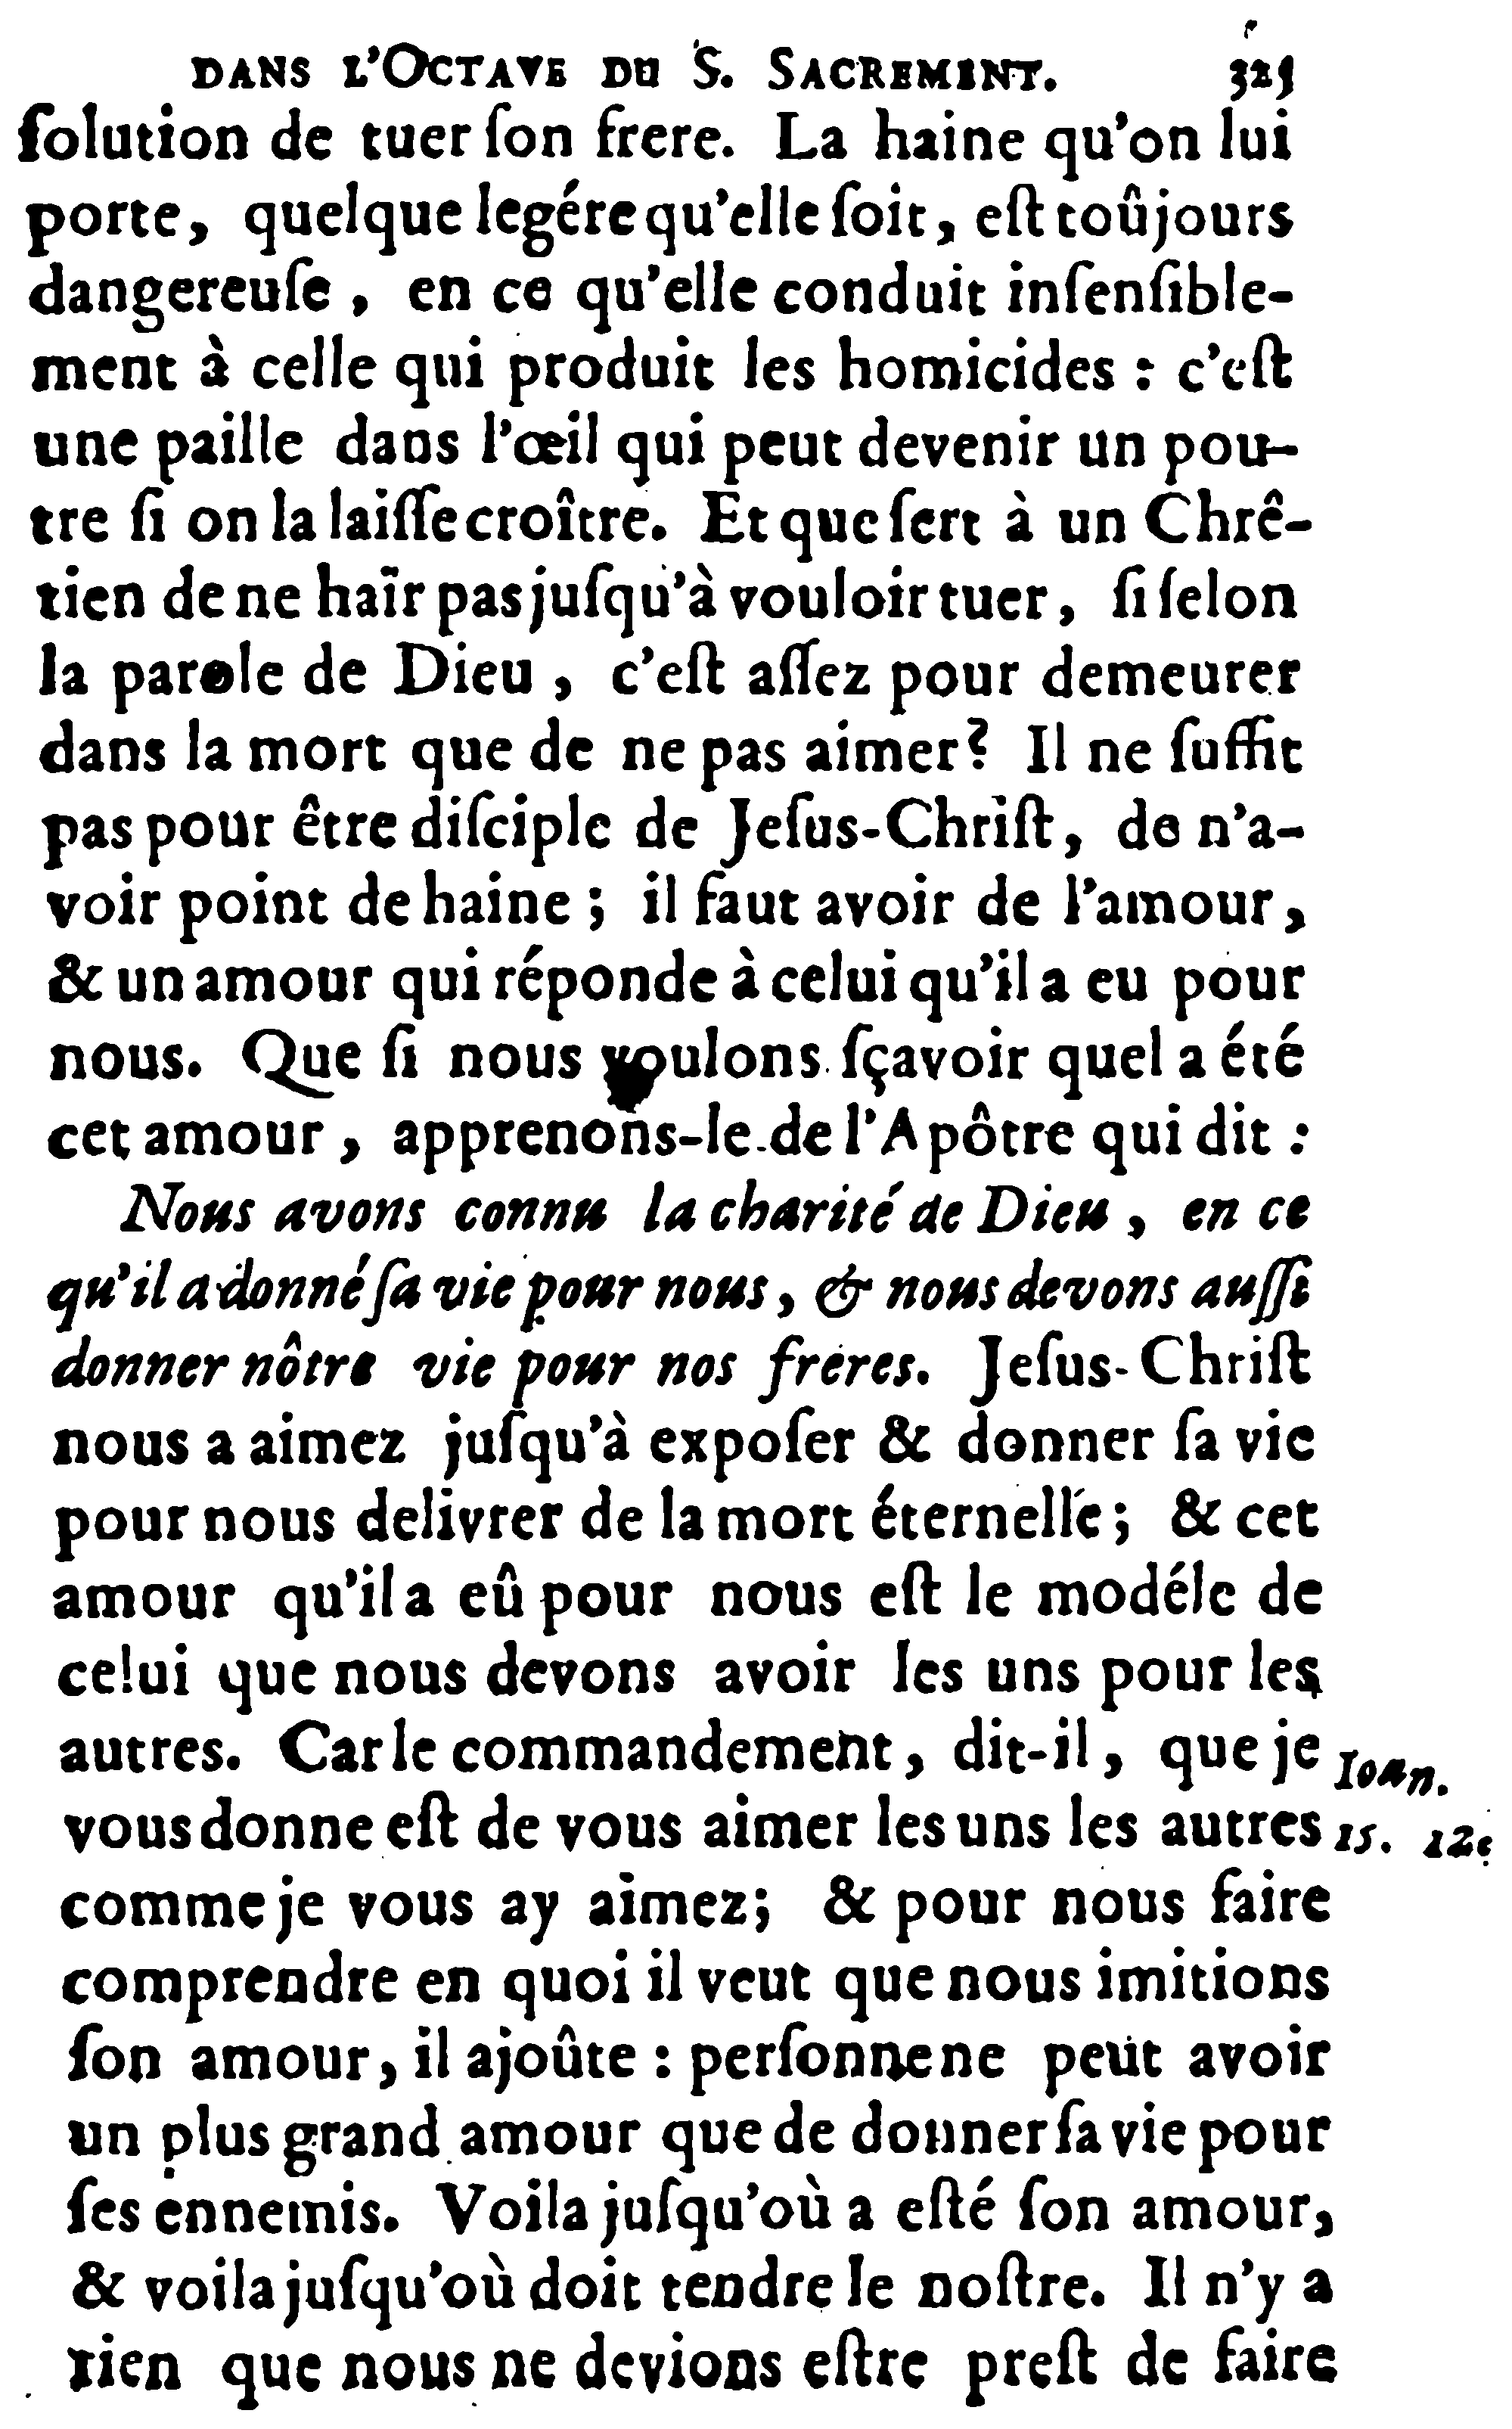 DANS L'OCTAVE DU S. SACREMENT. 325
ſolution de tuer ſon frere. La haine qu'on lui
porte, quelque legére qu'elle ſoit, eſt toûjours
dangereuſe, en ce qu'elle conduit inſenſible-
ment à celle qui produit les homicides : c'eſt
une paille dans l'œil qui peut devenir un pou-
tre ſi on la laiſſe croître. Et que ſert à un Chrê-
tien de ne haïr pas juſqu'à vouloir tuer, ſi ſelon
la parole de Dieu, c'eſt aſſez pour demeurer
dans la mort que de ne pas aimer? Il ne ſuffit
pas pour être diſciple de Jeſus-Chriſt, de n'a-
voir point de haine ; il faut avoir de l'amour,
& un amour qui réponde à celui qu'il a eu pour
nous. Que ſi nous voulons ſçavoir quel a été
cet amour, apprenons-le de l'Apôtre qui dit :
Nous avons connu la charité de Dieu, en ce
qu'il a donné ſa vie pour nous, & nous devons auſſi
donner nôtre vie pour nos freres. Jeſus-Chriſt
nous a aimez juſqu'à expoſer & donner ſa vie
pour nous delivrer de la mort éternelle ; & cet
amour qu'il a eû pour nous eſt le modéle de
celui que nous devons avoir les uns pour les
autres. Car le commandement, dit-il, que je Ioan.
vous donne eſt de vous aimer les uns les autres 15. 12.
comme je vous ay aimez; & pour nous faire
comprendre en quoi il veut que nous imitions
ſon amour, il ajoûte : perſonne ne peut avoir
un plus grand amour que de donner ſa vie pour
ſes ennemis. Voila juſqu'où a eſté ſon amour,
& voila juſqu'où doit tendre le noſtre. Il n'y a
rien que nous ne devions eſtre preſt de faire